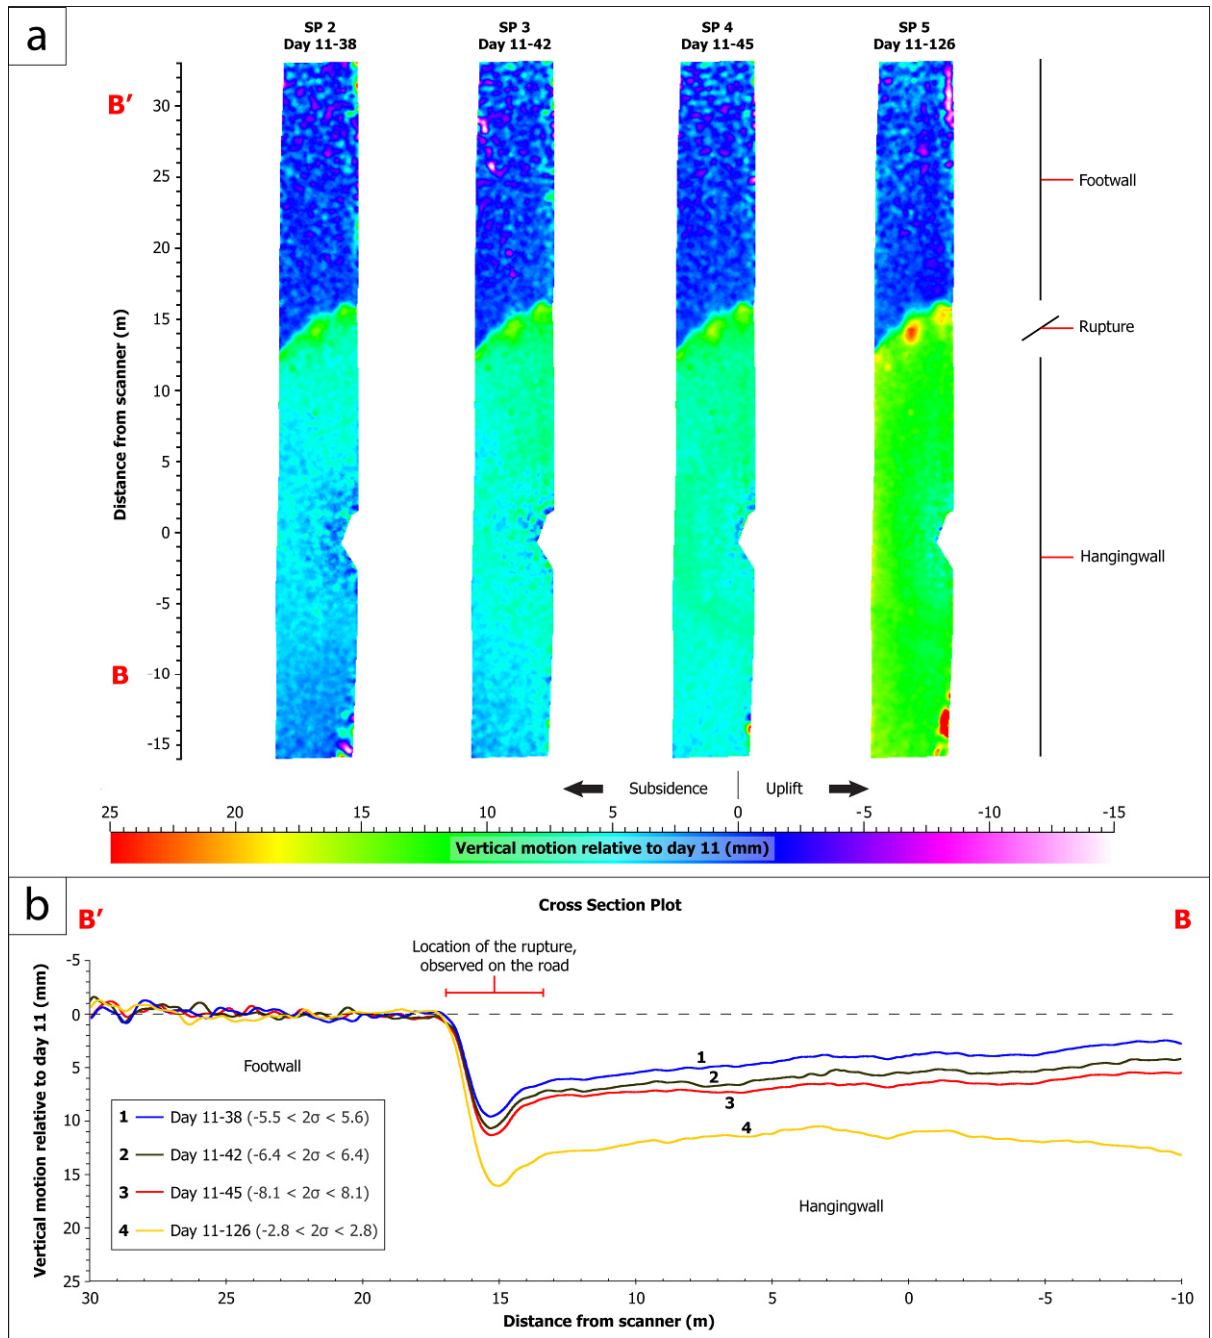 a
SP 2
Day 11-38
SP 3
Day 11-42
SP 4
Day 11-45
SP 5
Day 11-126
B’
B
Distance from scanner (m)
30
25
20
15
10
5
0
-5
-10
-15
Footwall
Rupture
Hangingwall
Subsidence
Uplift
25 20 15 10 5 0 -5 -10 -15
Vertical motion relative to day 11 (mm)
b
B’
Cross Section Plot
B
Location of the rupture,
observed on the road
Vertical motion relative to day 11 (mm)
-5
0
5
10
15
20
25
Footwall
Hangingwall
1
2
3
4
1 Day 11-38 (-5.5 < 2σ < 5.6)
2 Day 11-42 (-6.4 < 2σ < 6.4)
3 Day 11-45 (-8.1 < 2σ < 8.1)
4 Day 11-126 (-2.8 < 2σ < 2.8)
30 25 20 15 10 5 0 -5 -10
Distance from scanner (m)